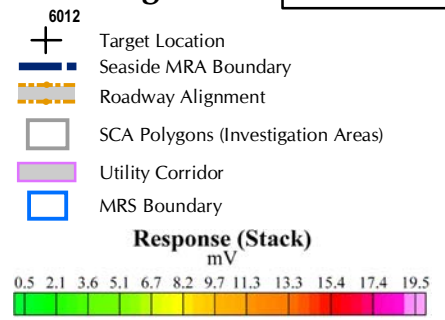 6012
Target Location
Seaside MRA Boundary
Roadway Alignment
SCA Polygons (Investigation Areas)
Utility Corridor
MRS Boundary
Response (Stack)
mV
0.5 2.1 3.6 5.1 6.7 8.2 9.7 11.3 13.3 15.4 17.4 19.5